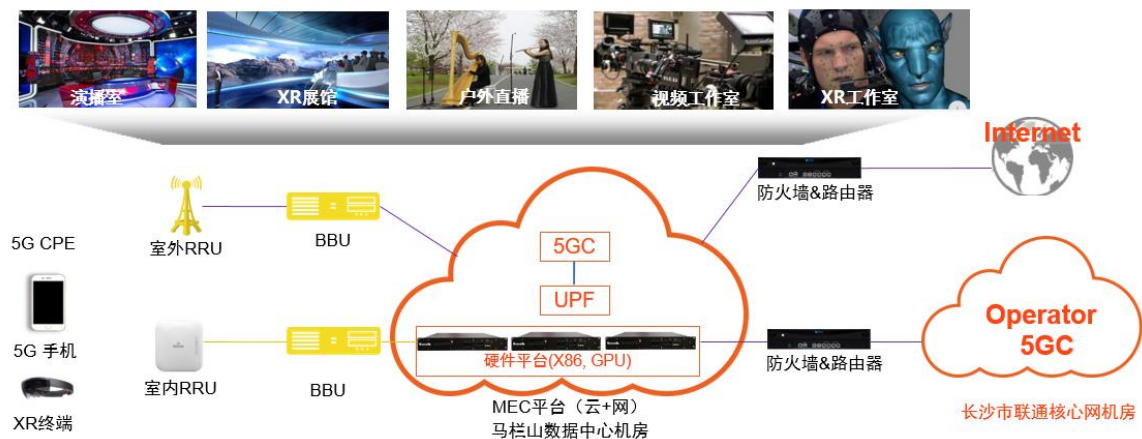 演播室
XR展馆
户外直播
视频工作室
XR工作室
Internet
防火墙&路由器
5G CPE
室外RRU
BBU
5GC
UPF
Operator
5GC
5G 手机
室内RRU
BBU
硬件平台(X86, GPU)
防火墙&路由器
XR终端
MEC平台（云+网）
马栏山数据中心机房
长沙市联通核心网机房